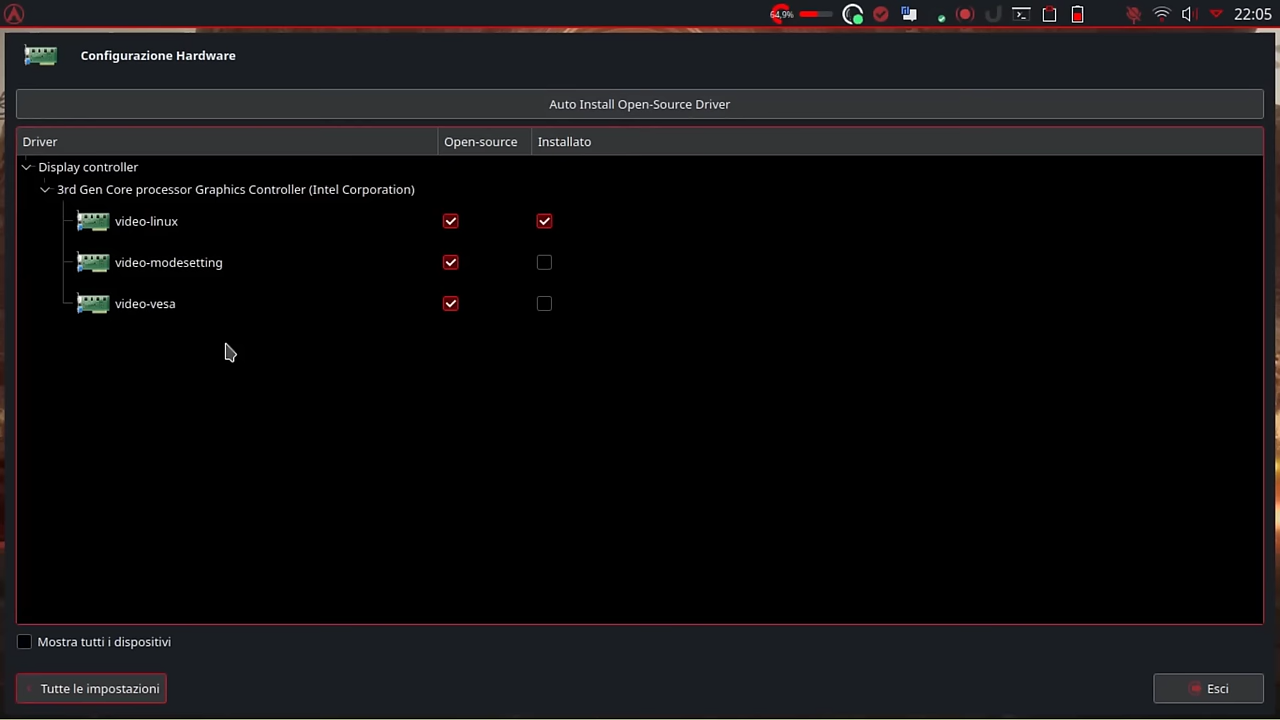 64,9%
22:05
Configurazione Hardware
Auto Install Open-Source Driver
Driver Open-source Installato
Display controller
3rd Gen Core processor Graphics Controller (Intel Corporation)
video-linux
video-modesetting
video-vesa
Mostra tutti i dispositivi
Tutte le impostazioni
Esci